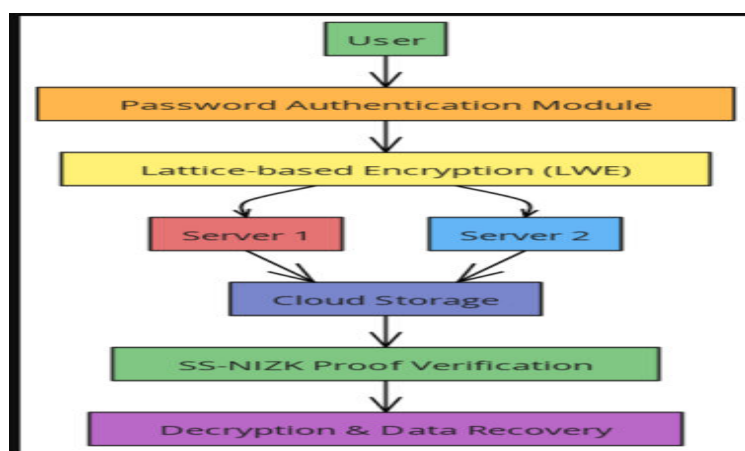 User
Password Authentication Module
Lattice-based Encryption (LWE)
Server 1
Server 2
Cloud Storage
SS-NIZK Proof Verification
Decryption & Data Recovery